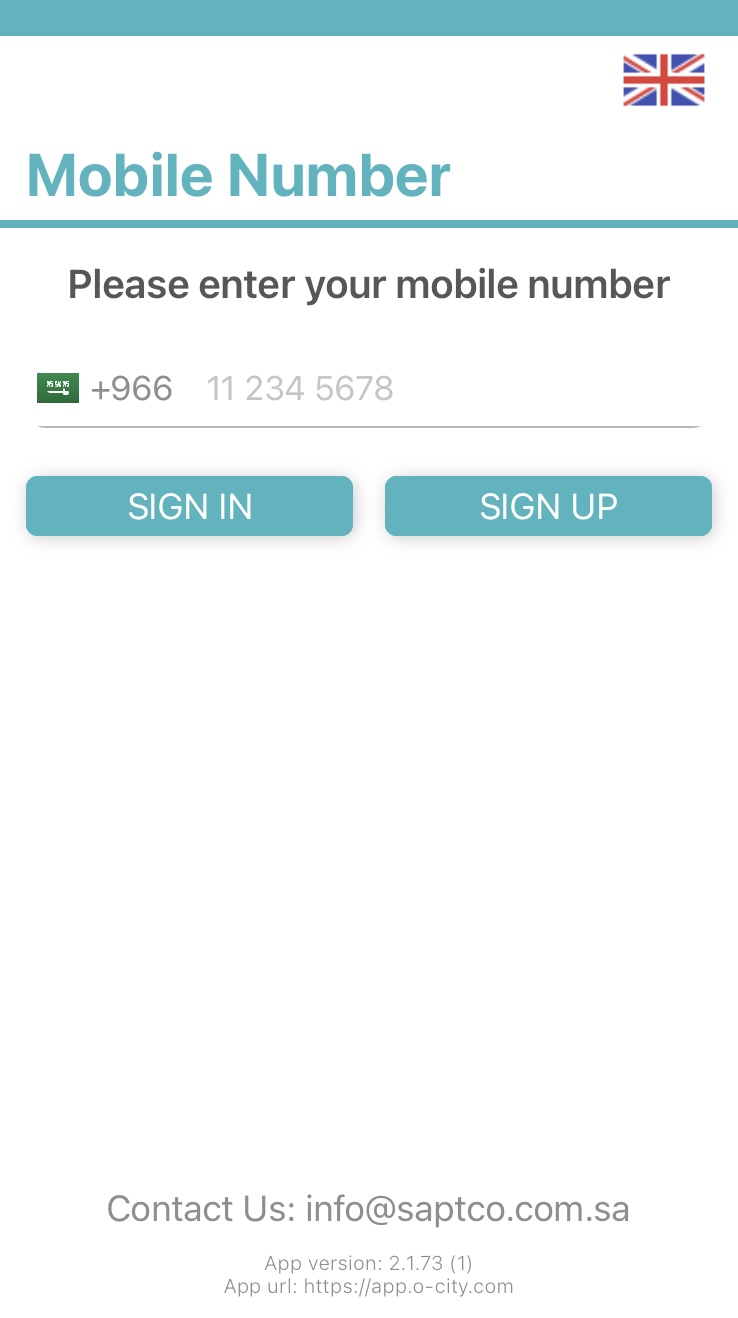 Mobile Number
Please enter your mobile number
+966 11 234 5678
SIGN IN
SIGN UP
Contact Us: info@saptco.com.sa
App version: 2.1.73 (1)
App url: https://app.o-city.com